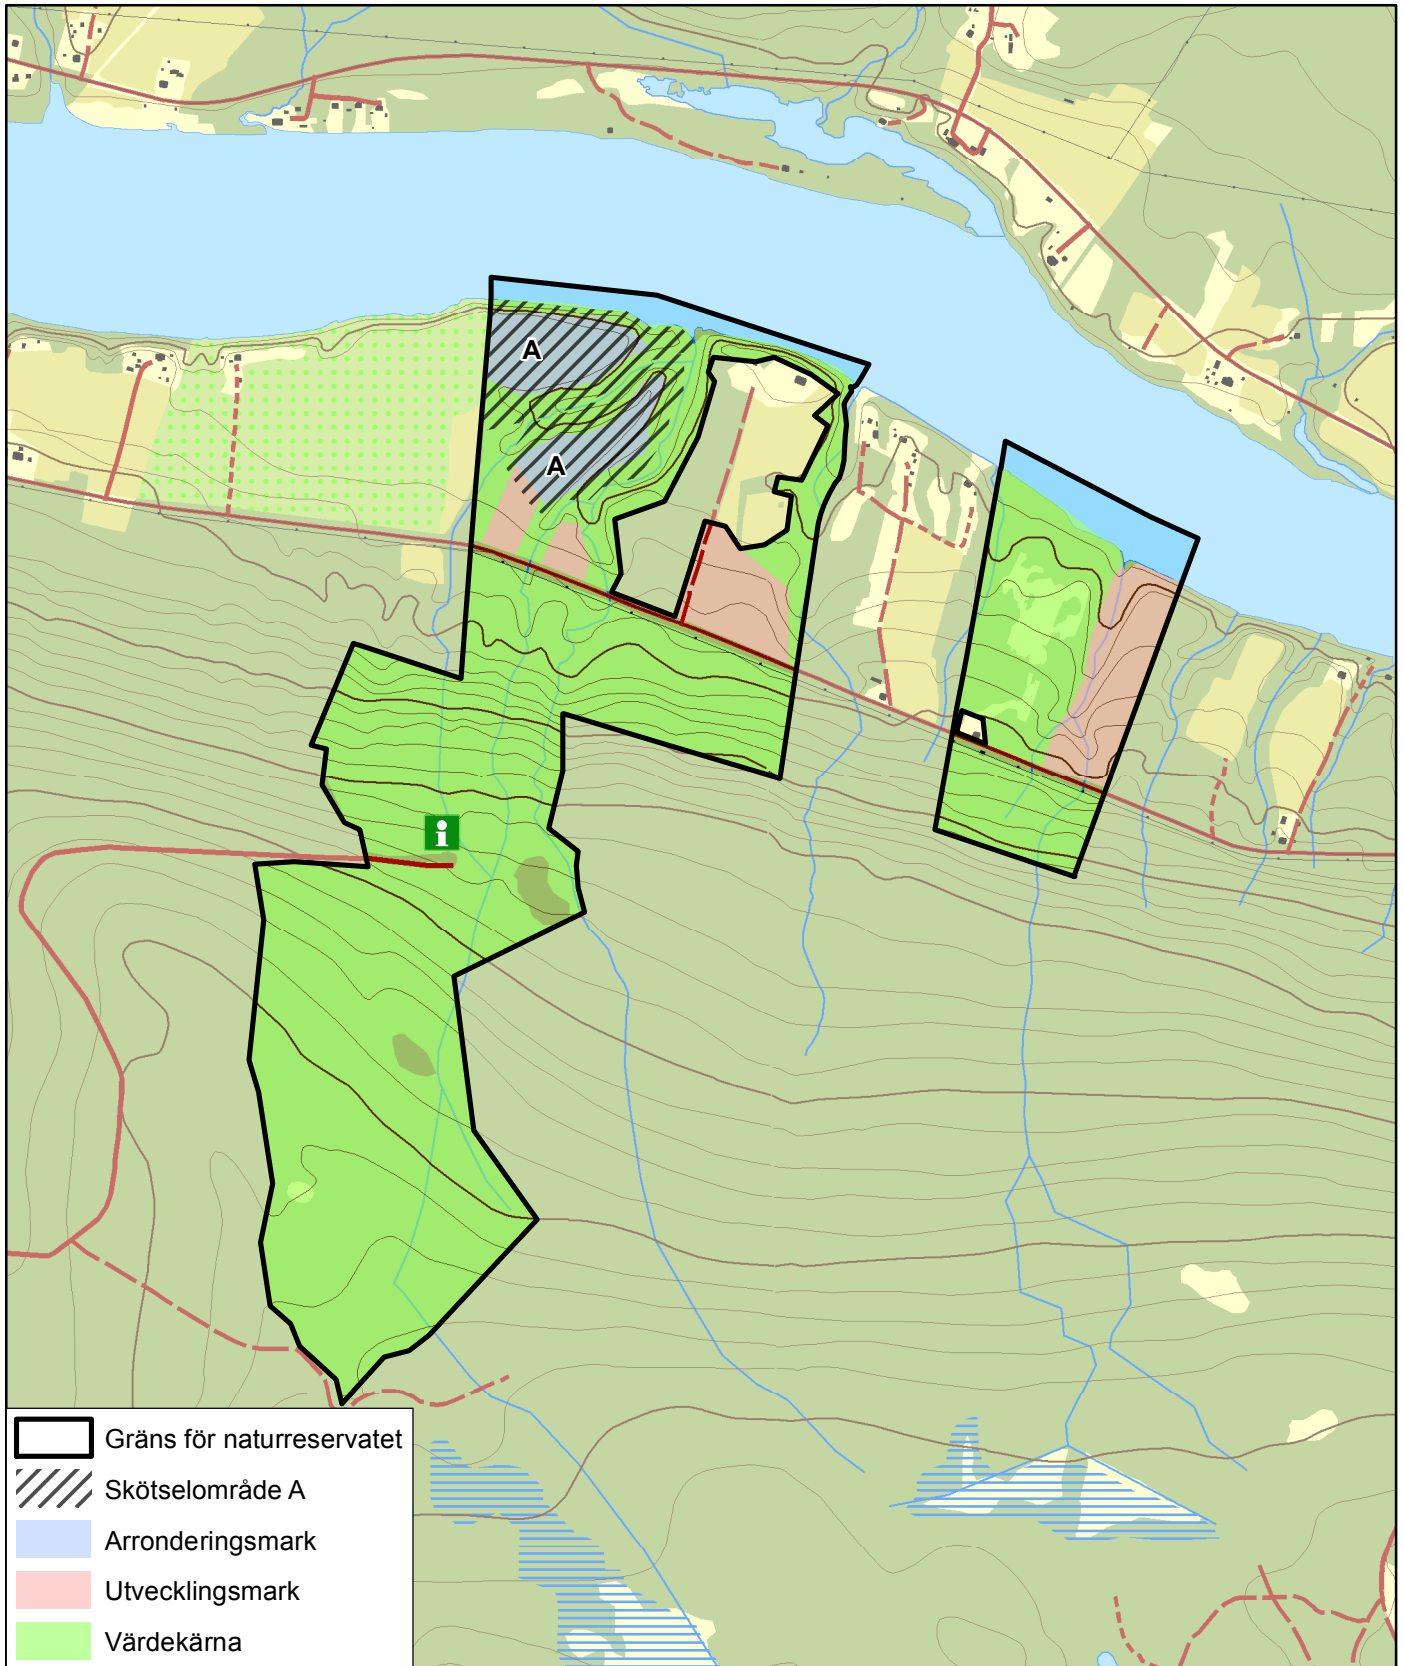 A
A
i
Gräns för naturreservatet
Skötselområde A
Arronderingsmark
Utvecklingsmark
Värdekärna